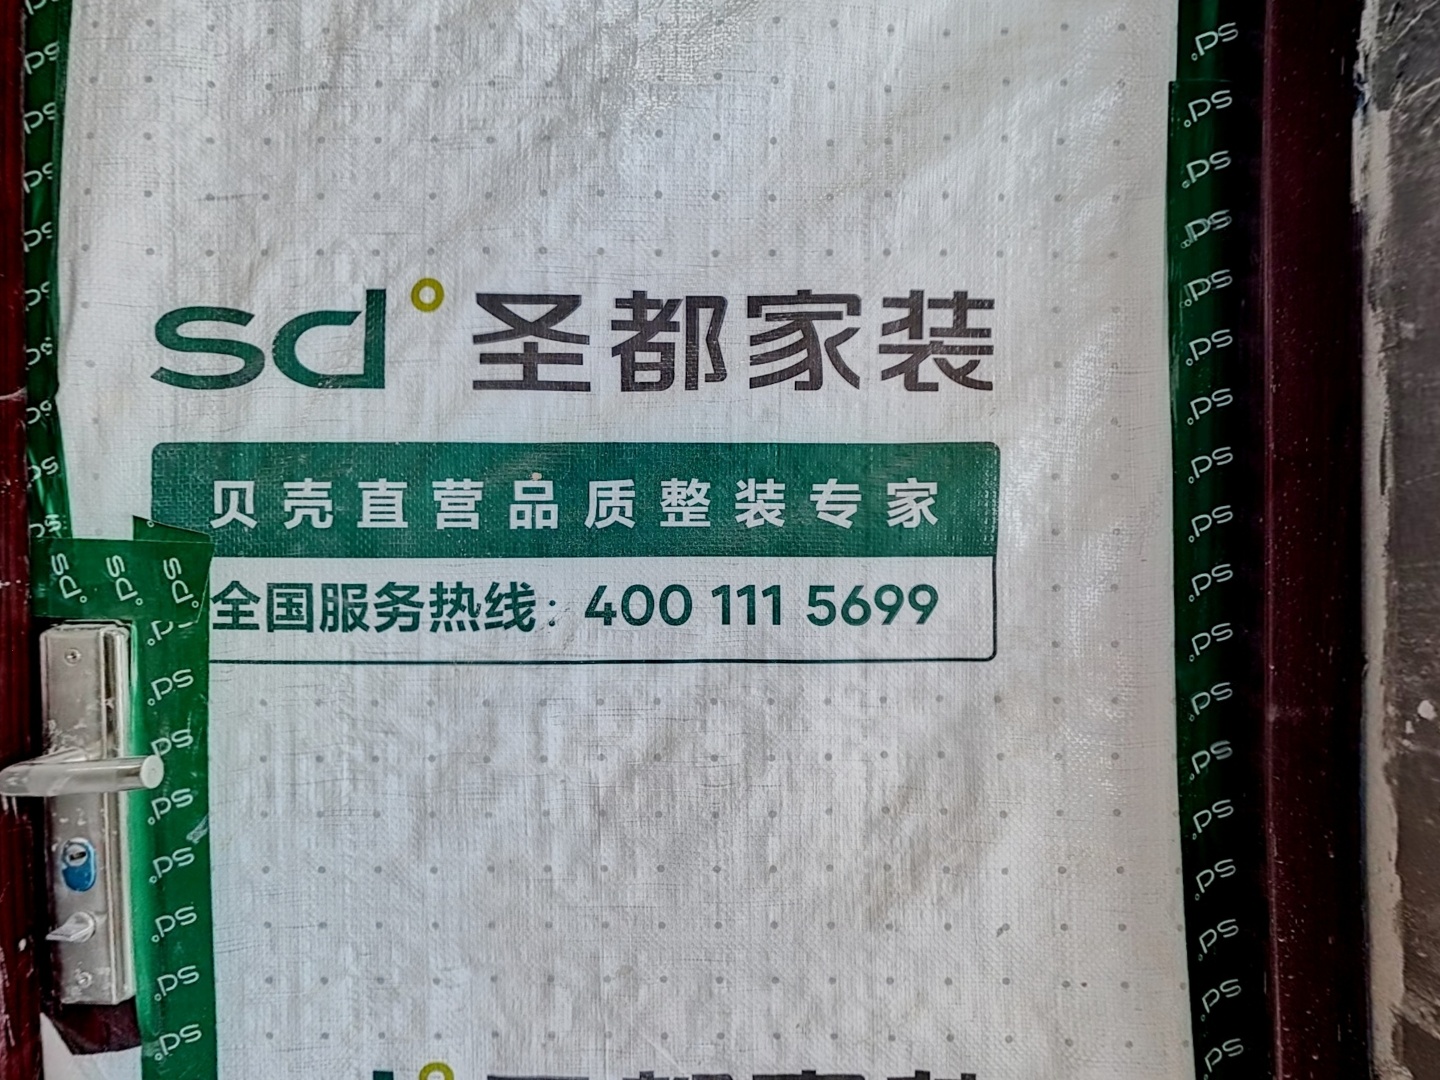 sd° 圣都家装
贝壳直营品质整装专家
全国服务热线：400 111 5699